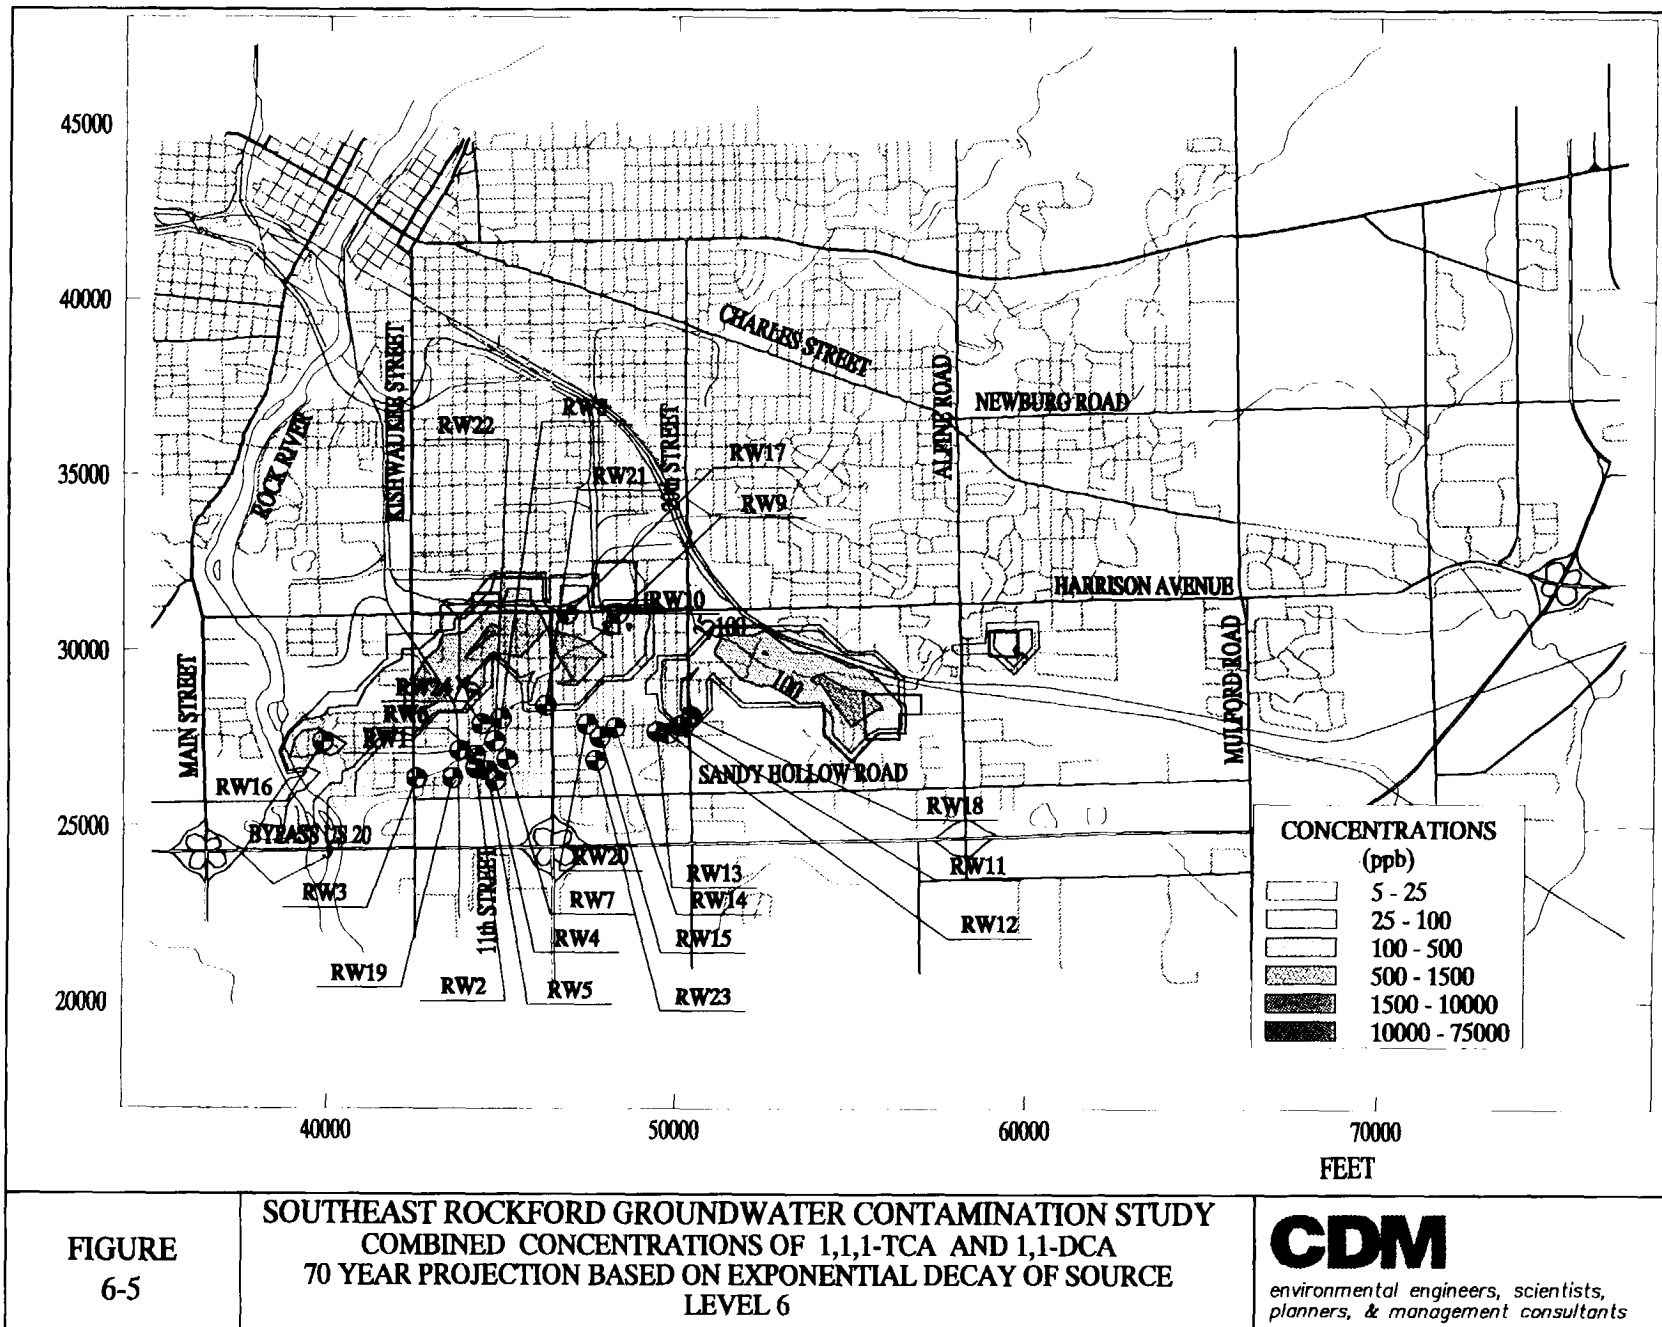 45000
40000
35000
30000
25000
20000
40000
50000
60000
70000
FEET
CHARLES STREET
NEWBURG ROAD
ALPINE ROAD
KISHWAUKEE STREET
ROCK RIVER
20th STREET
HARRISON AVENUE
MULFORD ROAD
MAIN STREET
SANDY HOLLOW ROAD
BYPASS US 20
11th STREET
RW8
RW22
RW17
RW21
RW9
RW10
25
100
100
RW24
RW6
RW1
RW16
RW3
RW18
RW20
RW13
RW11
RW7
RW14
RW12
RW4
RW15
RW19
RW2
RW5
RW23
CONCENTRATIONS
(ppb)
5 - 25
25 - 100
100 - 500
500 - 1500
1500 - 10000
10000 - 75000
FIGURE
6-5
SOUTHEAST ROCKFORD GROUNDWATER CONTAMINATION STUDY
COMBINED CONCENTRATIONS OF 1,1,1-TCA AND 1,1-DCA
70 YEAR PROJECTION BASED ON EXPONENTIAL DECAY OF SOURCE
LEVEL 6
CDM
environmental engineers, scientists,
planners, & management consultants